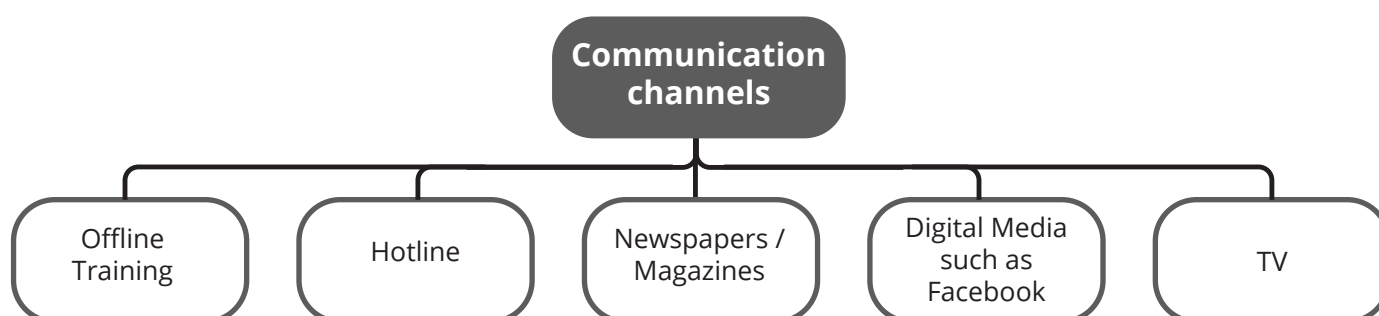 Communication
channels
Offline
Training
Hotline
Newspapers /
Magazines
Digital Media
such as
Facebook
TV